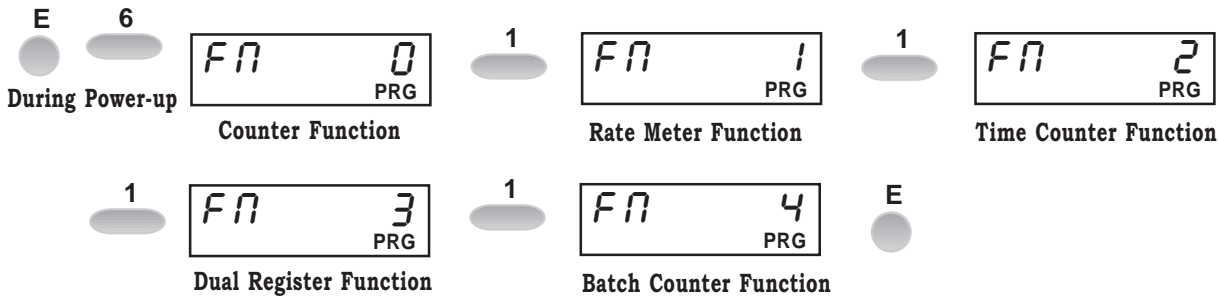 E 6
During Power-up
FN 0
PRG
Counter Function
1
FN 1
PRG
Rate Meter Function
1
FN 2
PRG
Time Counter Function
1
FN 3
PRG
Dual Register Function
1
FN 4
PRG
Batch Counter Function
E